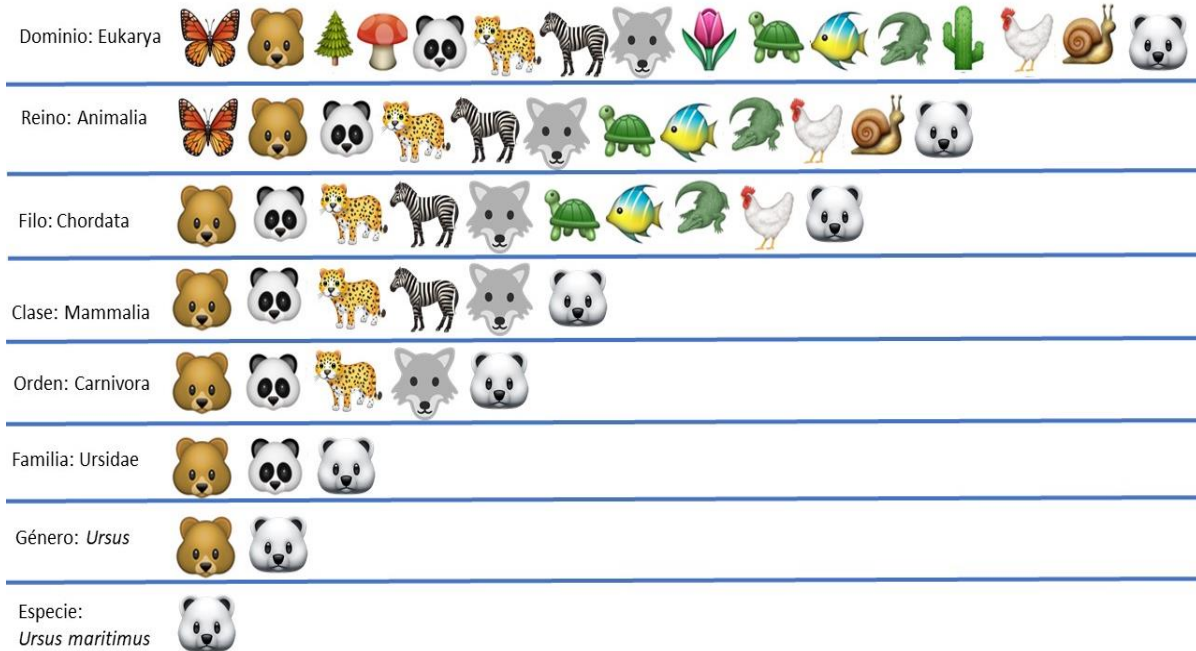 Dominio: Eukarya
Reino: Animalia
Filo: Chordata
Clase: Mammalia
Orden: Carnivora
Familia: Ursidae
Género: Ursus
Especie:
Ursus maritimus